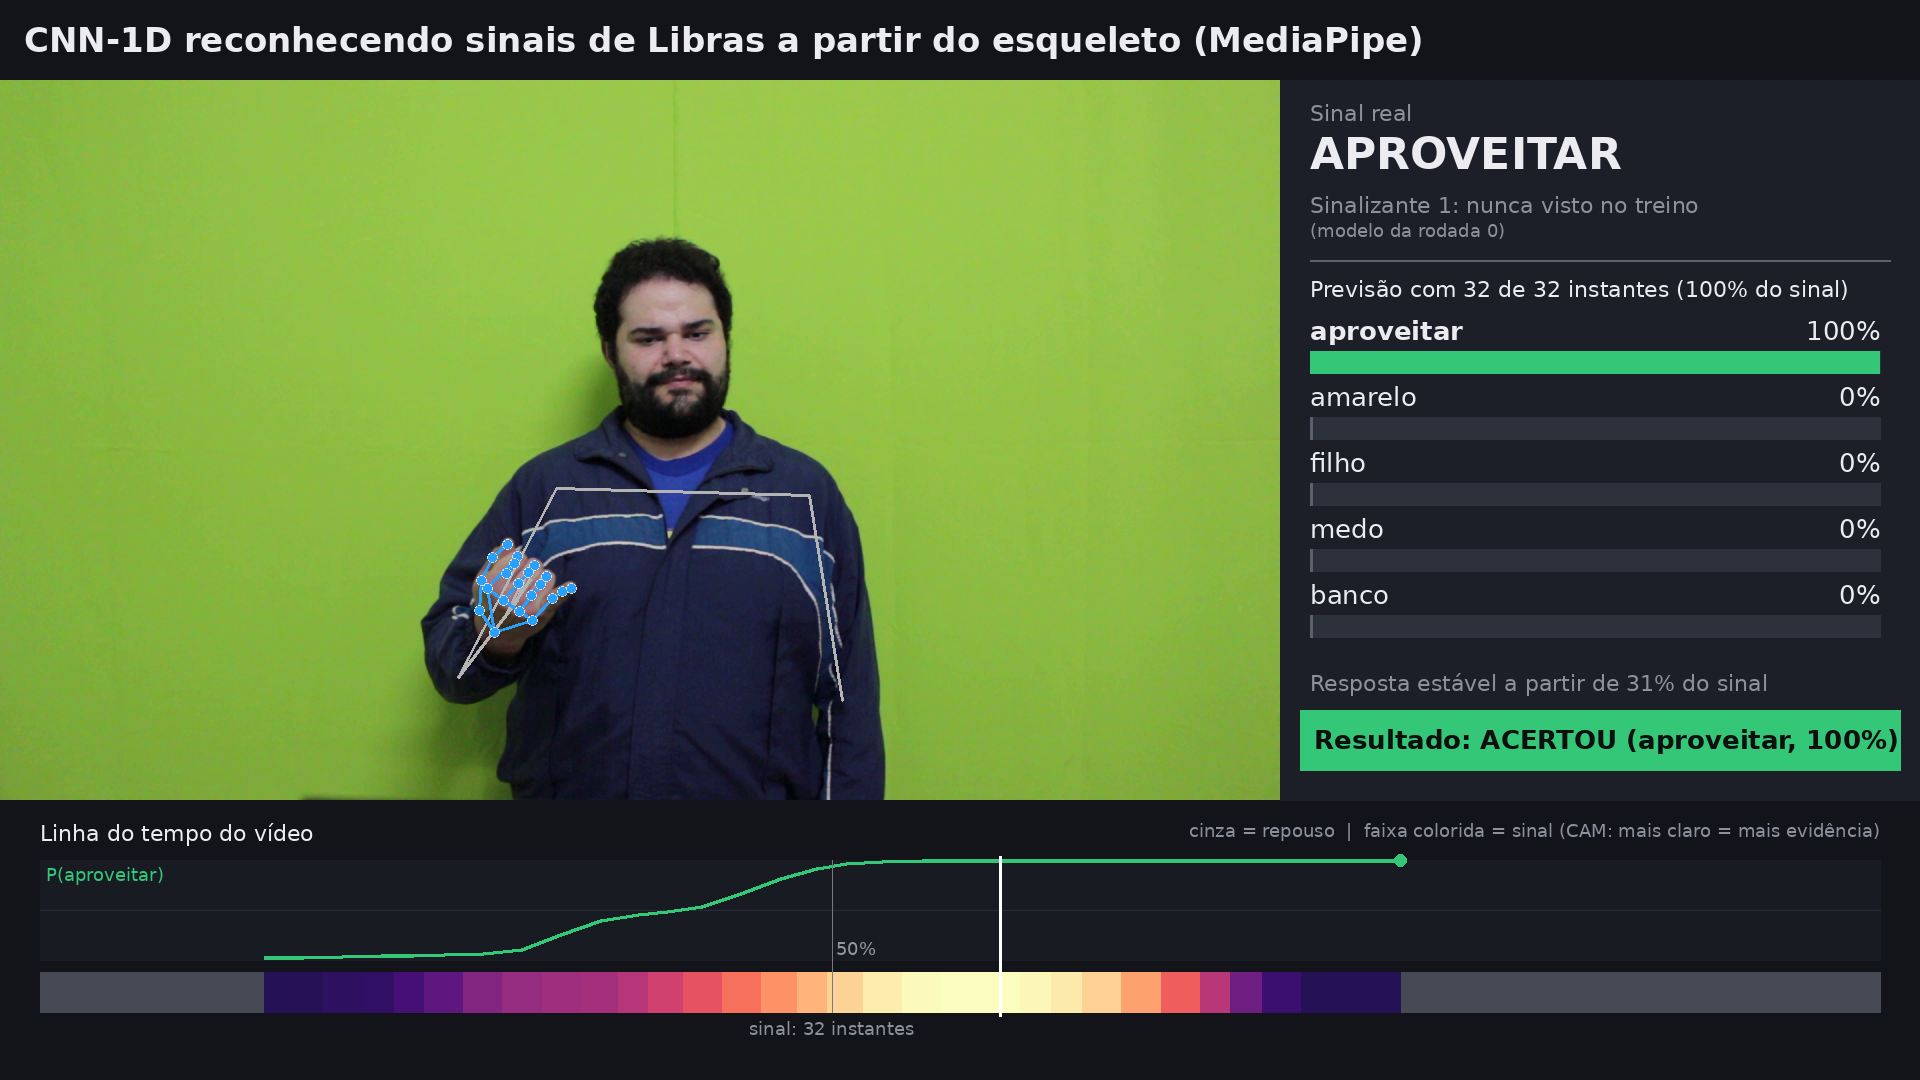 CNN-1D reconhecendo sinais de Libras a partir do esqueleto (MediaPipe)
Sinal real
APROVEITAR
Sinalizante 1: nunca visto no treino
(modelo da rodada 0)
Previsão com 32 de 32 instantes (100% do sinal)
aproveitar 100%
amarelo 0%
filho 0%
medo 0%
banco 0%
Resposta estável a partir de 31% do sinal
Resultado: ACERTOU (aproveitar, 100%)
Linha do tempo do vídeo
cinza = repouso | faixa colorida = sinal (CAM: mais claro = mais evidência)
P(aproveitar)
50%
sinal: 32 instantes